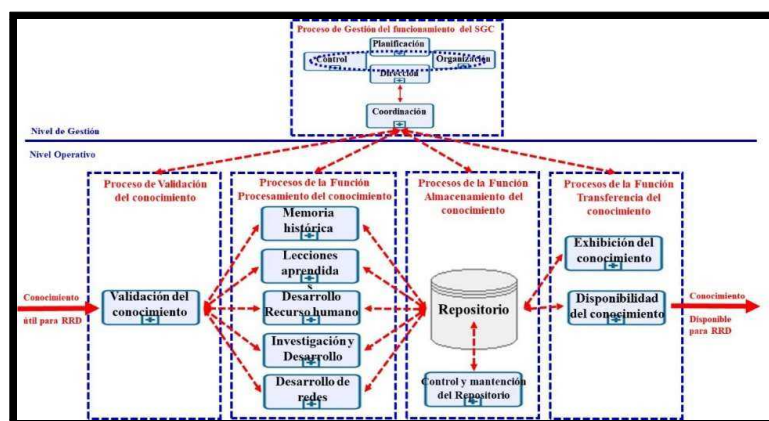 Proceso de Gestión del funcionamiento del SGC
Planificación
Control
Organización
Dirección
Coordinación
Nivel de Gestión
Nivel Operativo
Proceso de Validación
del conocimiento
Procesos de la Función
Procesamiento del conocimiento
Procesos de la Función
Almacenamiento del
conocimiento
Procesos de la Función
Transferencia del
conocimiento
Conocimiento
útil para RRD
Validación del
conocimiento
Memoria
histórica
Lecciones
aprendida
s
Desarrollo
Recurso humano
Investigación y
Desarrollo
Desarrollo de
redes
Repositorio
Control y mantención
del Repositorio
Exhibición del
conocimiento
Disponibilidad
del conocimiento
Conocimiento
Disponible
para RRD